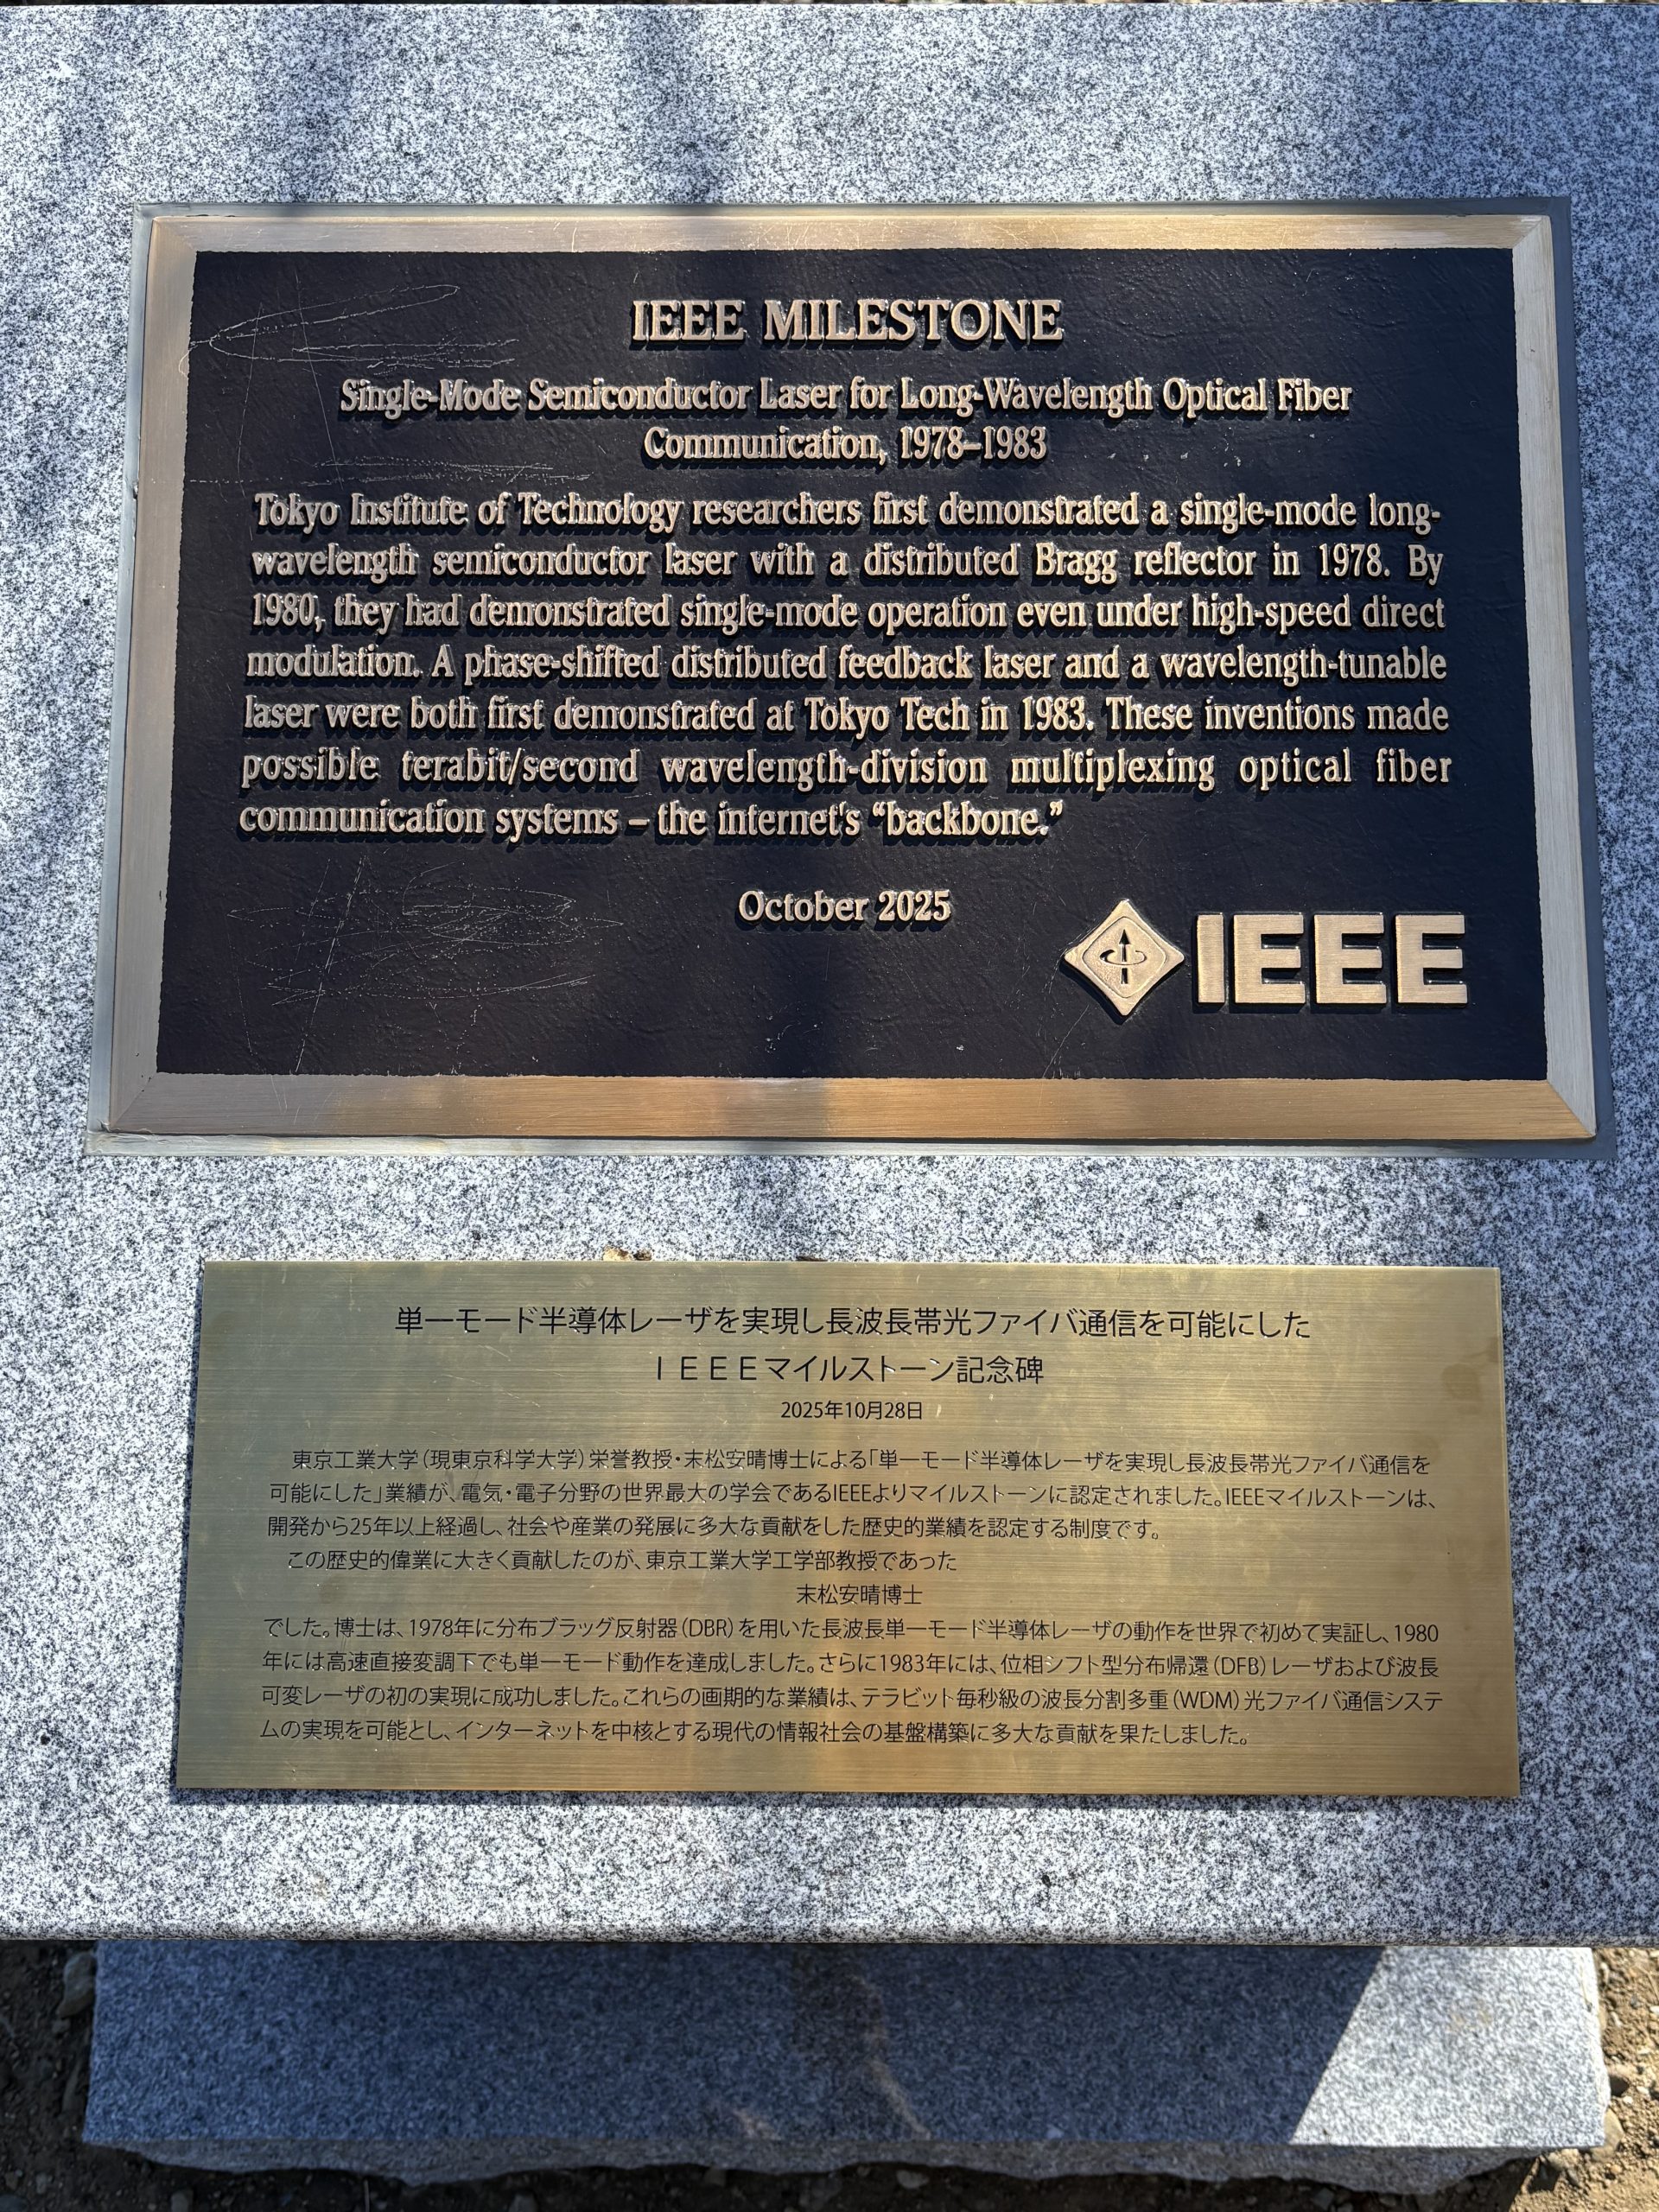 IEEE MILESTONE
Single-Mode Semiconductor Laser for Long-Wavelength Optical Fiber
Communication, 1978–1983
Tokyo Institute of Technology researchers first demonstrated a single-mode long-
wavelength semiconductor laser with a distributed Bragg reflector in 1978. By
1980, they had demonstrated single-mode operation even under high-speed direct
modulation. A phase-shifted distributed feedback laser and a wavelength-tunable
laser were both first demonstrated at Tokyo Tech in 1983. These inventions made
possible terabit/second wavelength-division multiplexing optical fiber
communication systems – the internet's “backbone.”
October 2025
IEEE
単一モード半導体レーザを実現し長波長帯光ファイバ通信を可能にした
ＩＥＥＥマイルストーン記念碑
2025年10月28日
東京工業大学（現東京科学大学）栄誉教授・末松安晴博士による「単一モード半導体レーザを実現し長波長帯光ファイバ通信を
可能にした」業績が、電気・電子分野の世界最大の学会であるIEEEよりマイルストーンに認定されました。IEEEマイルストーンは、
開発から25年以上経過し、社会や産業の発展に多大な貢献をした歴史的業績を認定する制度です。
この歴史的偉業に大きく貢献したのが、東京工業大学工学部教授であった
末松安晴博士
でした。博士は、1978年に分布ブラッグ反射器（DBR）を用いた長波長単一モード半導体レーザの動作を世界で初めて実証し、1980
年には高速直接変調下でも単一モード動作を達成しました。さらに1983年には、位相シフト型分布帰還（DFB）レーザおよび波長
可変レーザの初の実現に成功しました。これらの画期的な業績は、テラビット毎秒級の波長分割多重（WDM）光ファイバ通信システ
ムの実現を可能とし、インターネットを中核とする現代の情報社会の基盤構築に多大な貢献を果たしました。